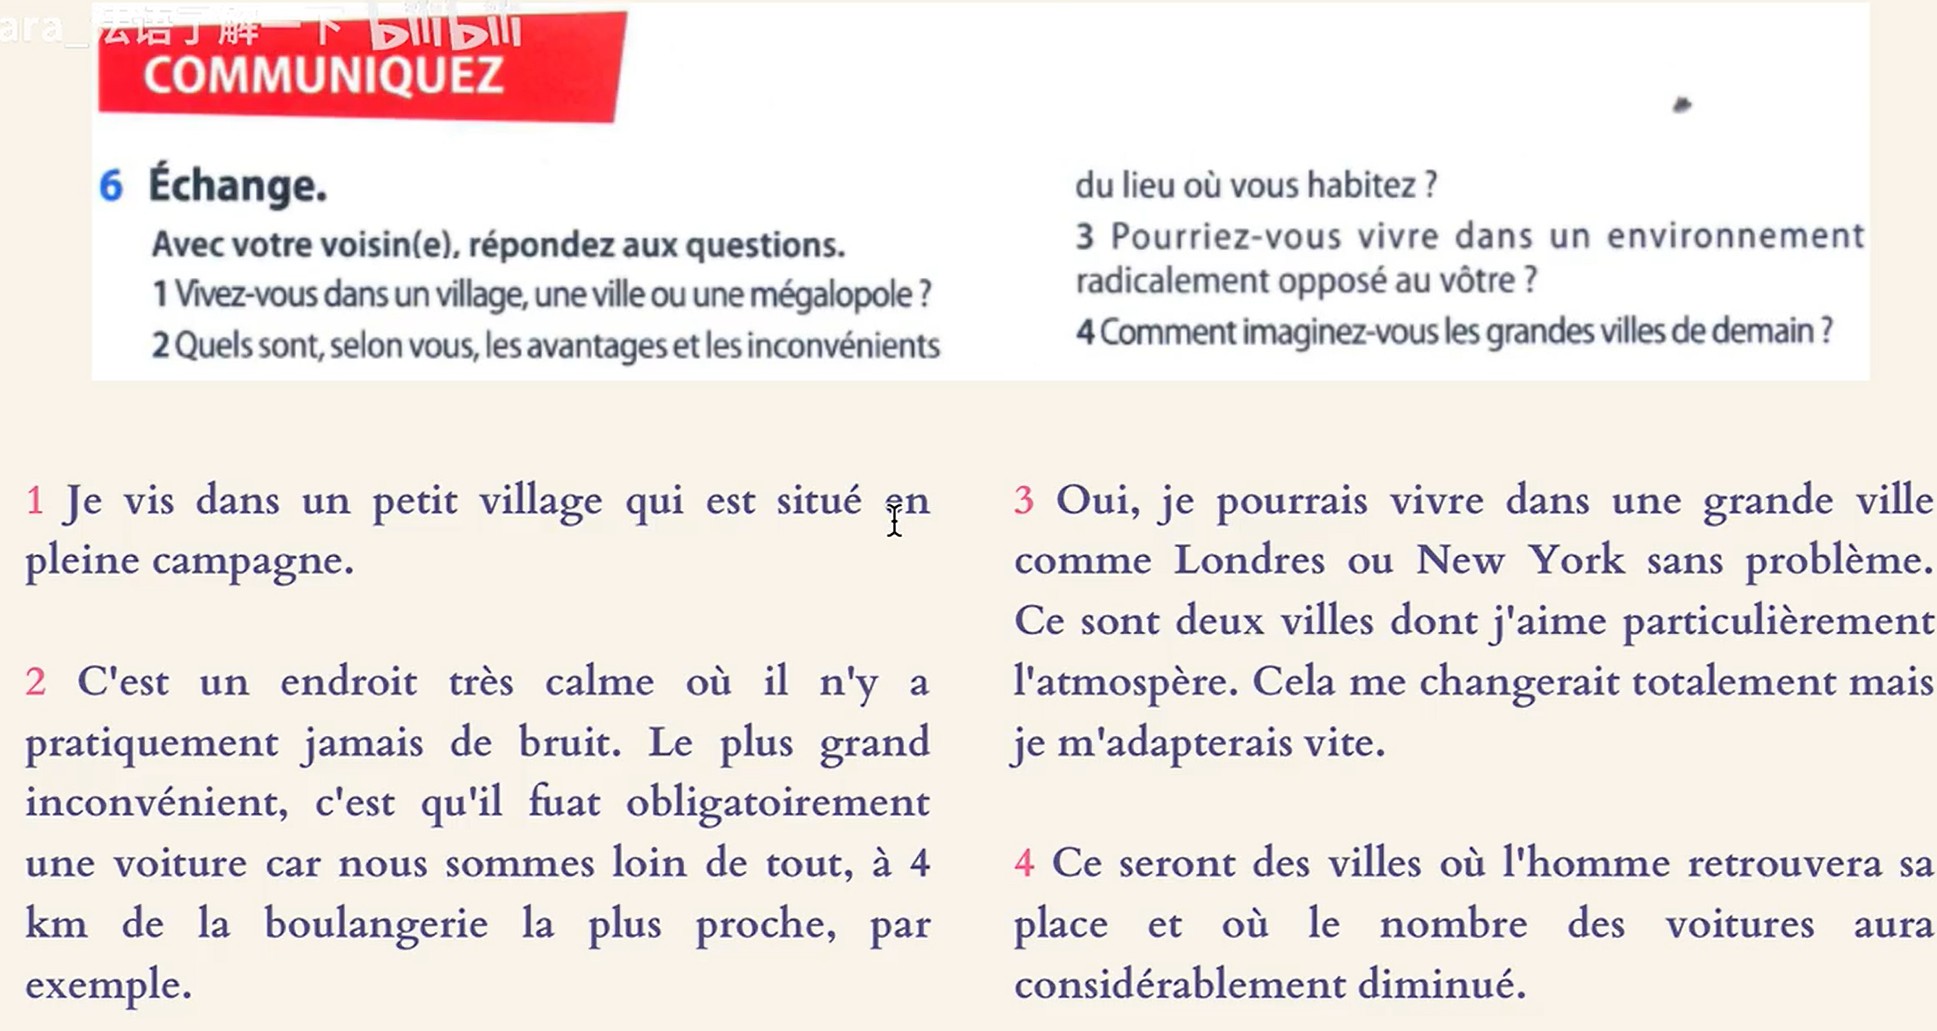 ara_法语了解一下 bilibili
COMMUNIQUEZ
6 Échange.
Avec votre voisin(e), répondez aux questions.
1 Vivez-vous dans un village, une ville ou une mégalopole ?
2 Quels sont, selon vous, les avantages et les inconvénients
du lieu où vous habitez ?
3 Pourriez-vous vivre dans un environnement
radicalement opposé au vôtre ?
4 Comment imaginez-vous les grandes villes de demain ?
1 Je vis dans un petit village qui est situé en
pleine campagne.
2 C'est un endroit très calme où il n'y a
pratiquement jamais de bruit. Le plus grand
inconvénient, c'est qu'il fuat obligatoirement
une voiture car nous sommes loin de tout, à 4
km de la boulangerie la plus proche, par
exemple.
3 Oui, je pourrais vivre dans une grande ville
comme Londres ou New York sans problème.
Ce sont deux villes dont j'aime particulièrement
l'atmospère. Cela me changerait totalement mais
je m'adapterais vite.
4 Ce seront des villes où l'homme retrouvera sa
place et où le nombre des voitures aura
considérablement diminué.